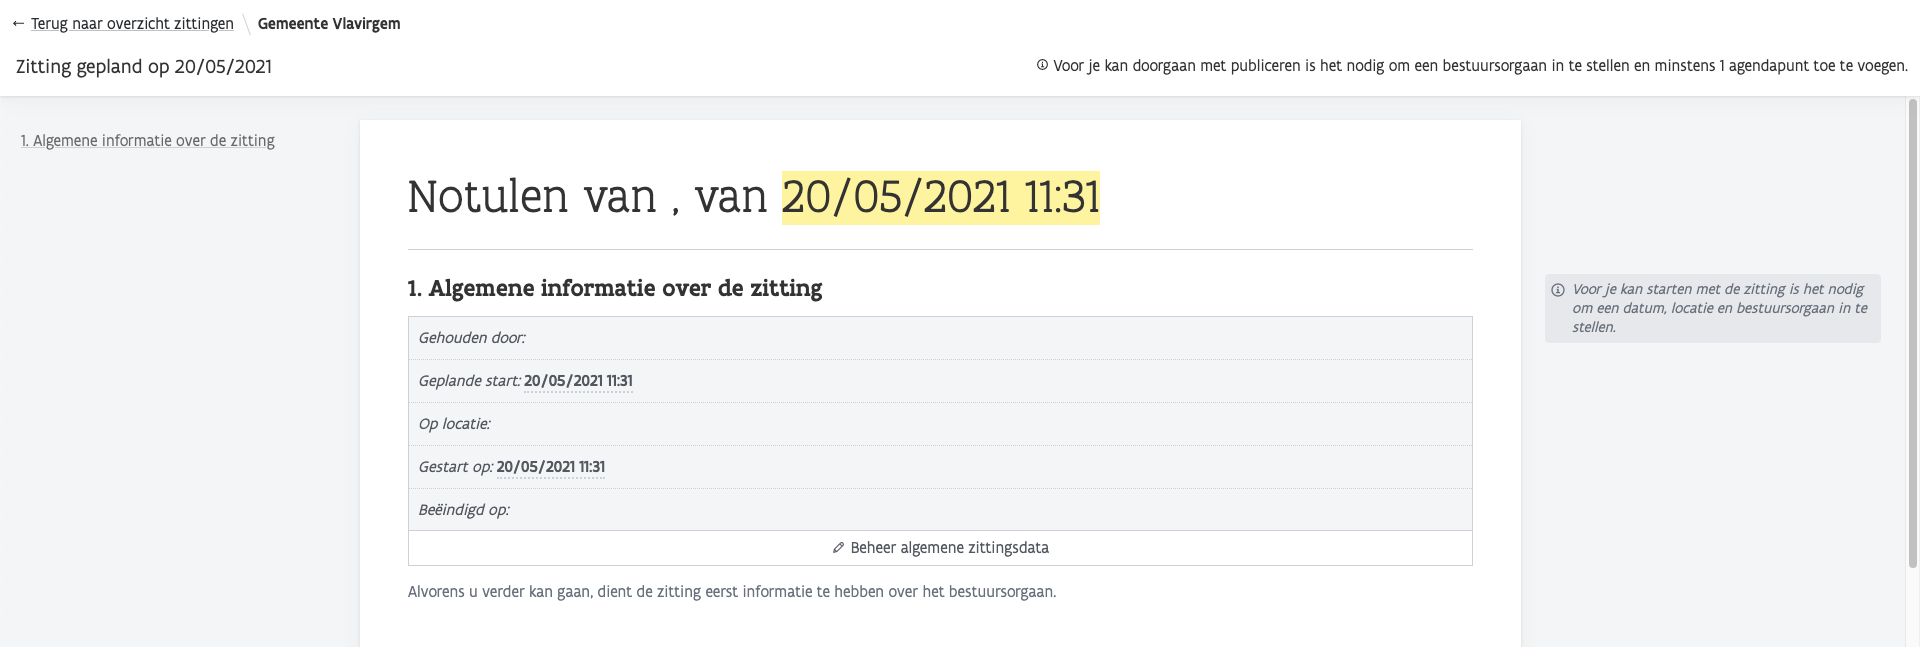 ← Terug naar overzicht zittingen Gemeente Vlavirgem
Zitting gepland op 20/05/2021
Voor je kan doorgaan met publiceren is het nodig om een bestuursorgaan in te stellen en minstens 1 agendapunt toe te voegen.
1. Algemene informatie over de zitting
Notulen van , van 20/05/2021 11:31
1. Algemene informatie over de zitting
Gehouden door:
Geplande start: 20/05/2021 11:31
Op locatie:
Gestart op: 20/05/2021 11:31
Beëindigd op:
Beheer algemene zittingsdata
Alvorens u verder kan gaan, dient de zitting eerst informatie te hebben over het bestuursorgaan.
Voor je kan starten met de zitting is het nodig
om een datum, locatie en bestuursorgaan in te
stellen.